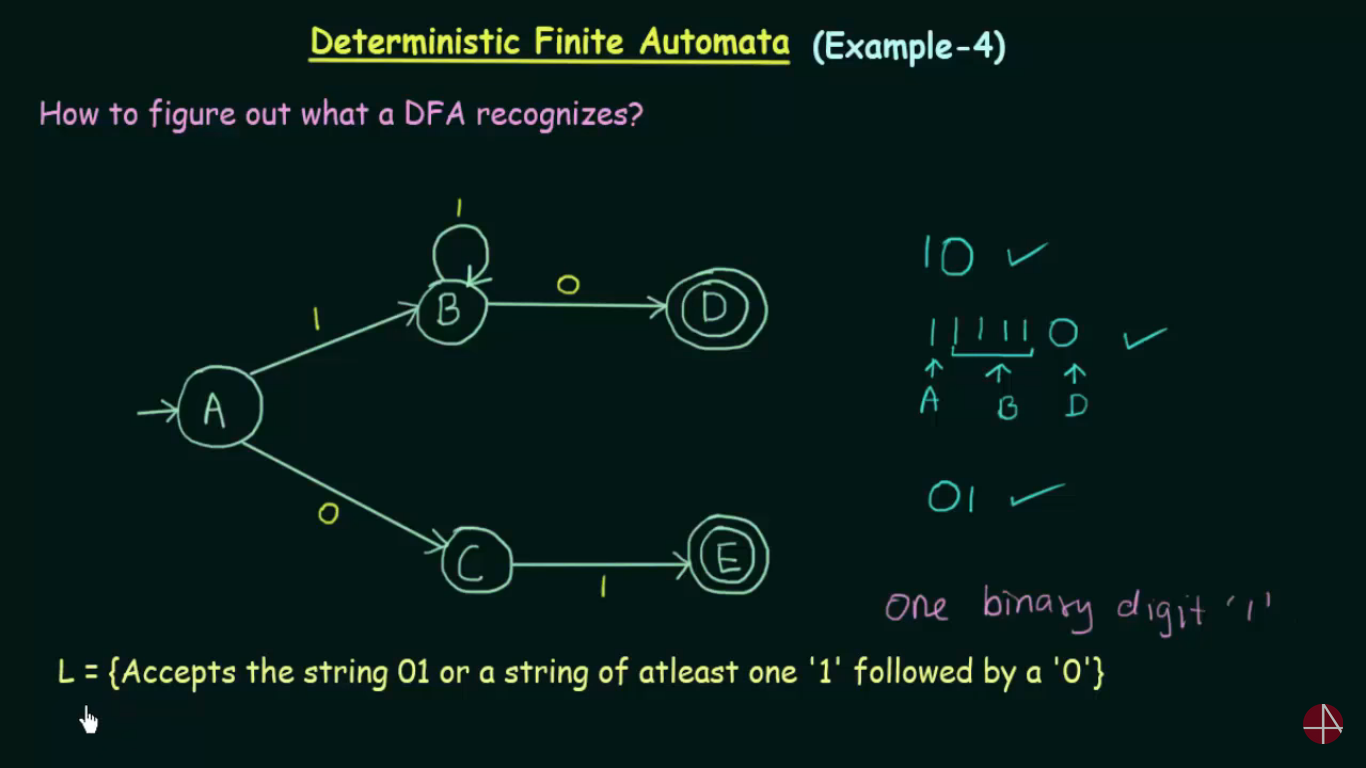 Deterministic Finite Automata (Example-4)
How to figure out what a DFA recognizes?
1
1
B
0
D
A
0
C
1
E
10
111110
A B D
01
One binary digit '1'
L = {Accepts the string 01 or a string of atleast one '1' followed by a '0'}